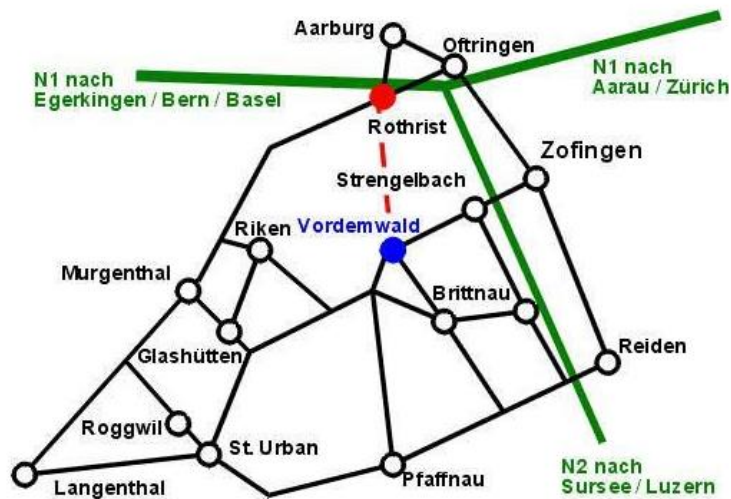 Aarburg
Oftringen
N1 nach
Egerkingen / Bern / Basel
N1 nach
Aarau / Zürich
Rothrist
Zofingen
Strengelbach
Vordemwald
Riken
Murgenthal
Brittnau
Glashütten
Reiden
Roggwil
St. Urban
Langenthal
Pfaffnau
N2 nach
Sursee / Luzern